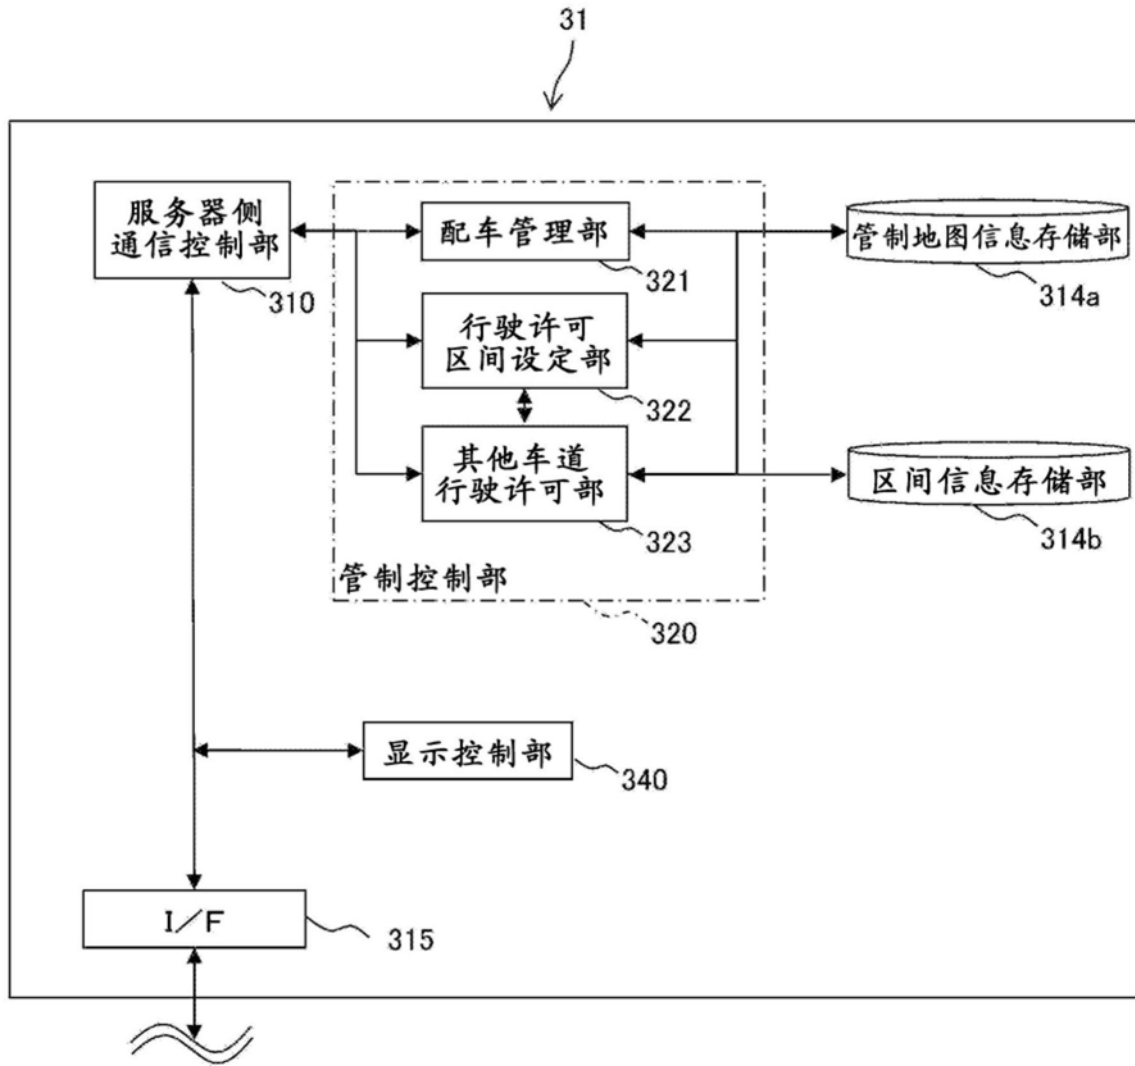 31
服务器侧
通信控制部
310
配车管理部
321
管制地图信息存储部
314a
行驶许可
区间设定部
322
其他车道
行驶许可部
323
区间信息存储部
314b
管制控制部
320
显示控制部
340
I/F
315